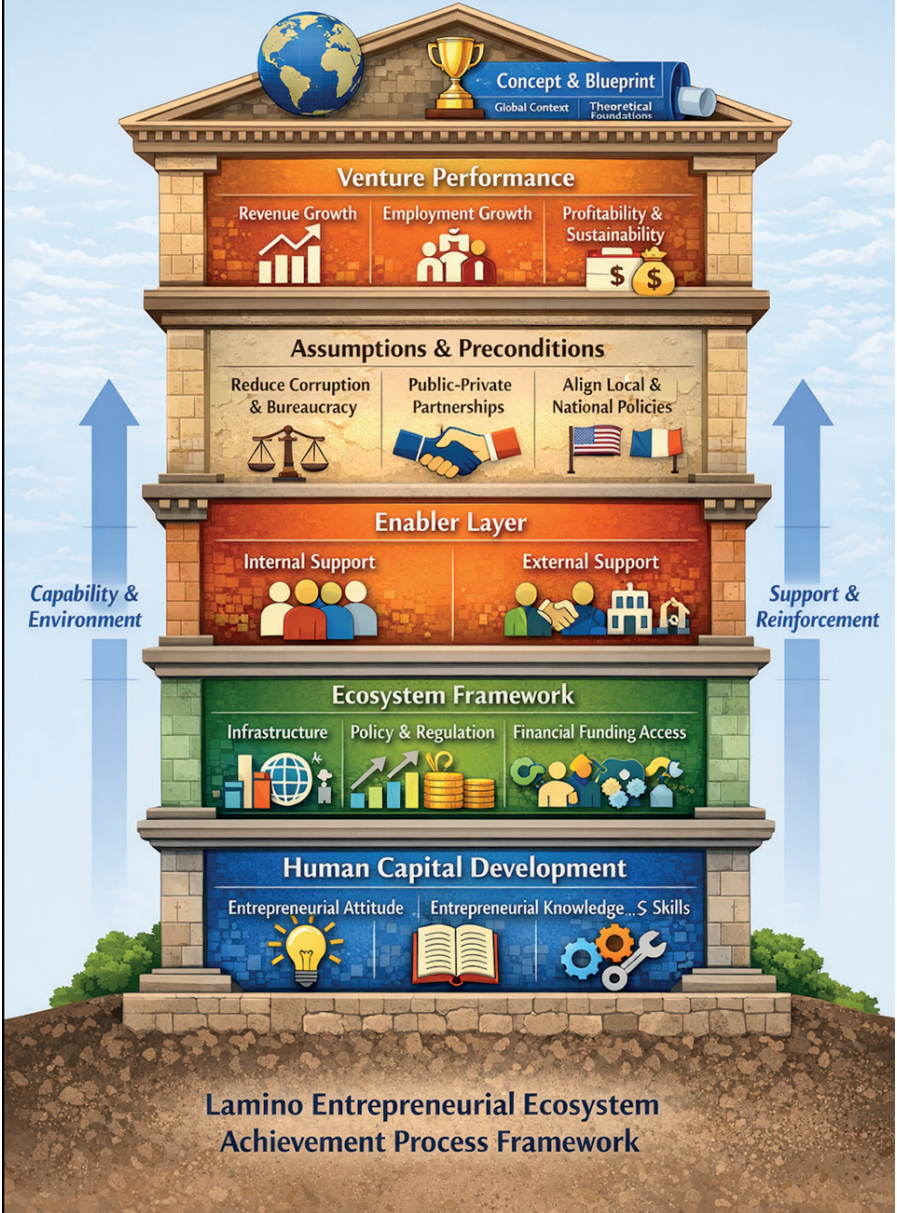 Concept & Blueprint
Global Context | Theoretical
Foundations
Venture Performance
Revenue Growth
Employment Growth
Profitability &
Sustainability
$ $
Assumptions & Preconditions
Reduce Corruption
& Bureaucracy
Public-Private
Partnerships
Align Local &
National Policies
Enabler Layer
Internal Support
External Support
Capability &
Environment
Support &
Reinforcement
Ecosystem Framework
Infrastructure
Policy & Regulation
Financial Funding Access
Human Capital Development
Entrepreneurial Attitude
Entrepreneurial Knowledge...S Skills
Lamino Entrepreneurial Ecosystem
Achievement Process Framework